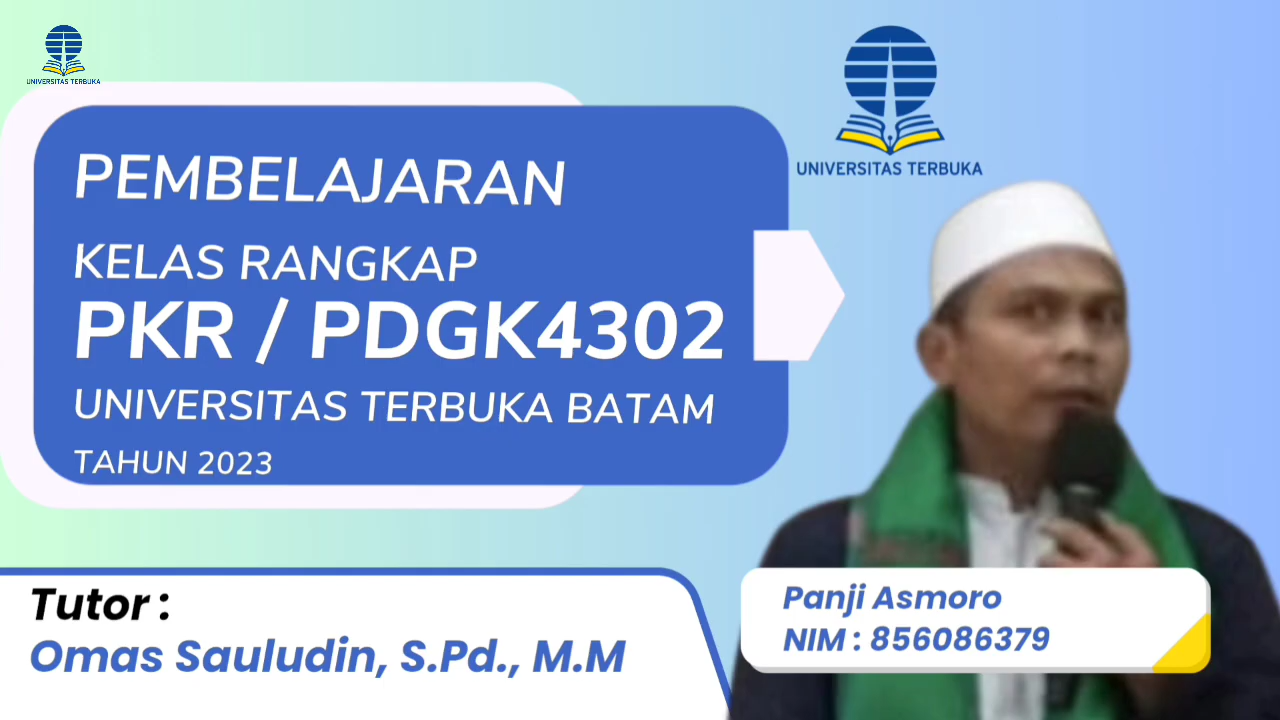 UNIVERSITAS TERBUKA
UNIVERSITAS TERBUKA
PEMBELAJARAN
KELAS RANGKAP
PKR / PDGK4302
UNIVERSITAS TERBUKA BATAM
TAHUN 2023
Tutor :
Omas Sauludin, S.Pd., M.M
Panji Asmoro
NIM : 856086379